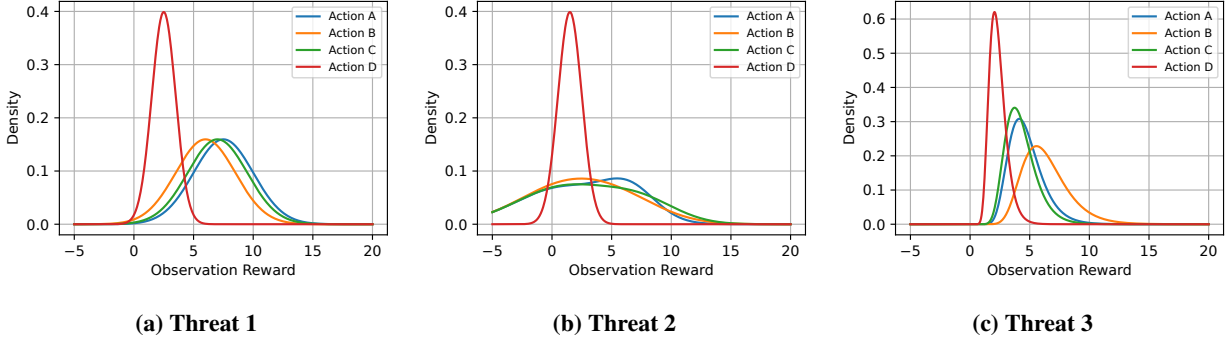 0.4
0.3
0.2
0.1
0.0
Density
−5 0 5 10 15 20
Observation Reward
Action A
Action B
Action C
Action D
(a) Threat 1
0.4
0.3
0.2
0.1
0.0
Density
−5 0 5 10 15 20
Observation Reward
Action A
Action B
Action C
Action D
(b) Threat 2
0.6
0.5
0.4
0.3
0.2
0.1
0.0
Density
−5 0 5 10 15 20
Observation Reward
Action A
Action B
Action C
Action D
(c) Threat 3